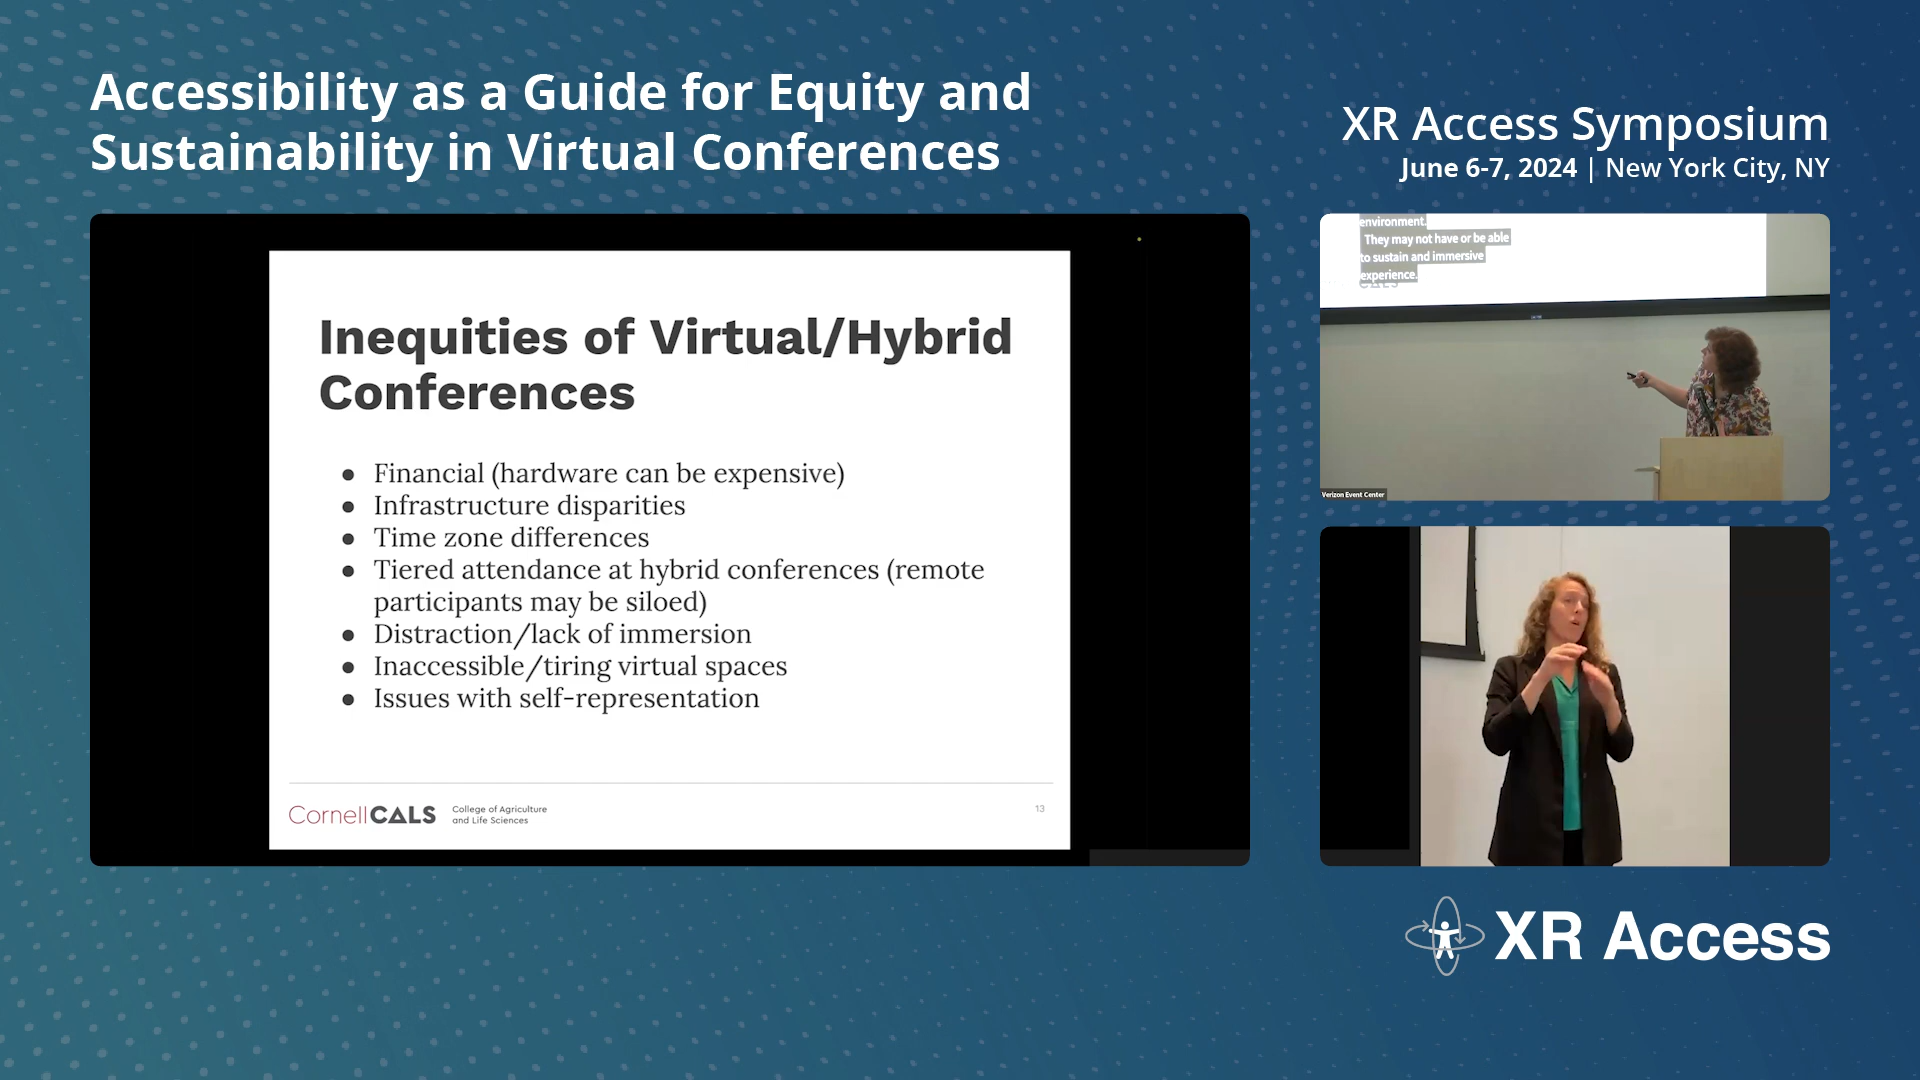 Accessibility as a Guide for Equity and
Sustainability in Virtual Conferences
XR Access Symposium
June 6-7, 2024 | New York City, NY
Inequities of Virtual/Hybrid
Conferences
● Financial (hardware can be expensive)
● Infrastructure disparities
● Time zone differences
● Tiered attendance at hybrid conferences (remote
participants may be siloed)
● Distraction/lack of immersion
● Inaccessible/tiring virtual spaces
● Issues with self-representation
CornellCALS
College of Agriculture
and Life Sciences
13
environment.
They may not have or be able
to sustain and immersive
experience.
CALS
Verizon Event Center
XR Access